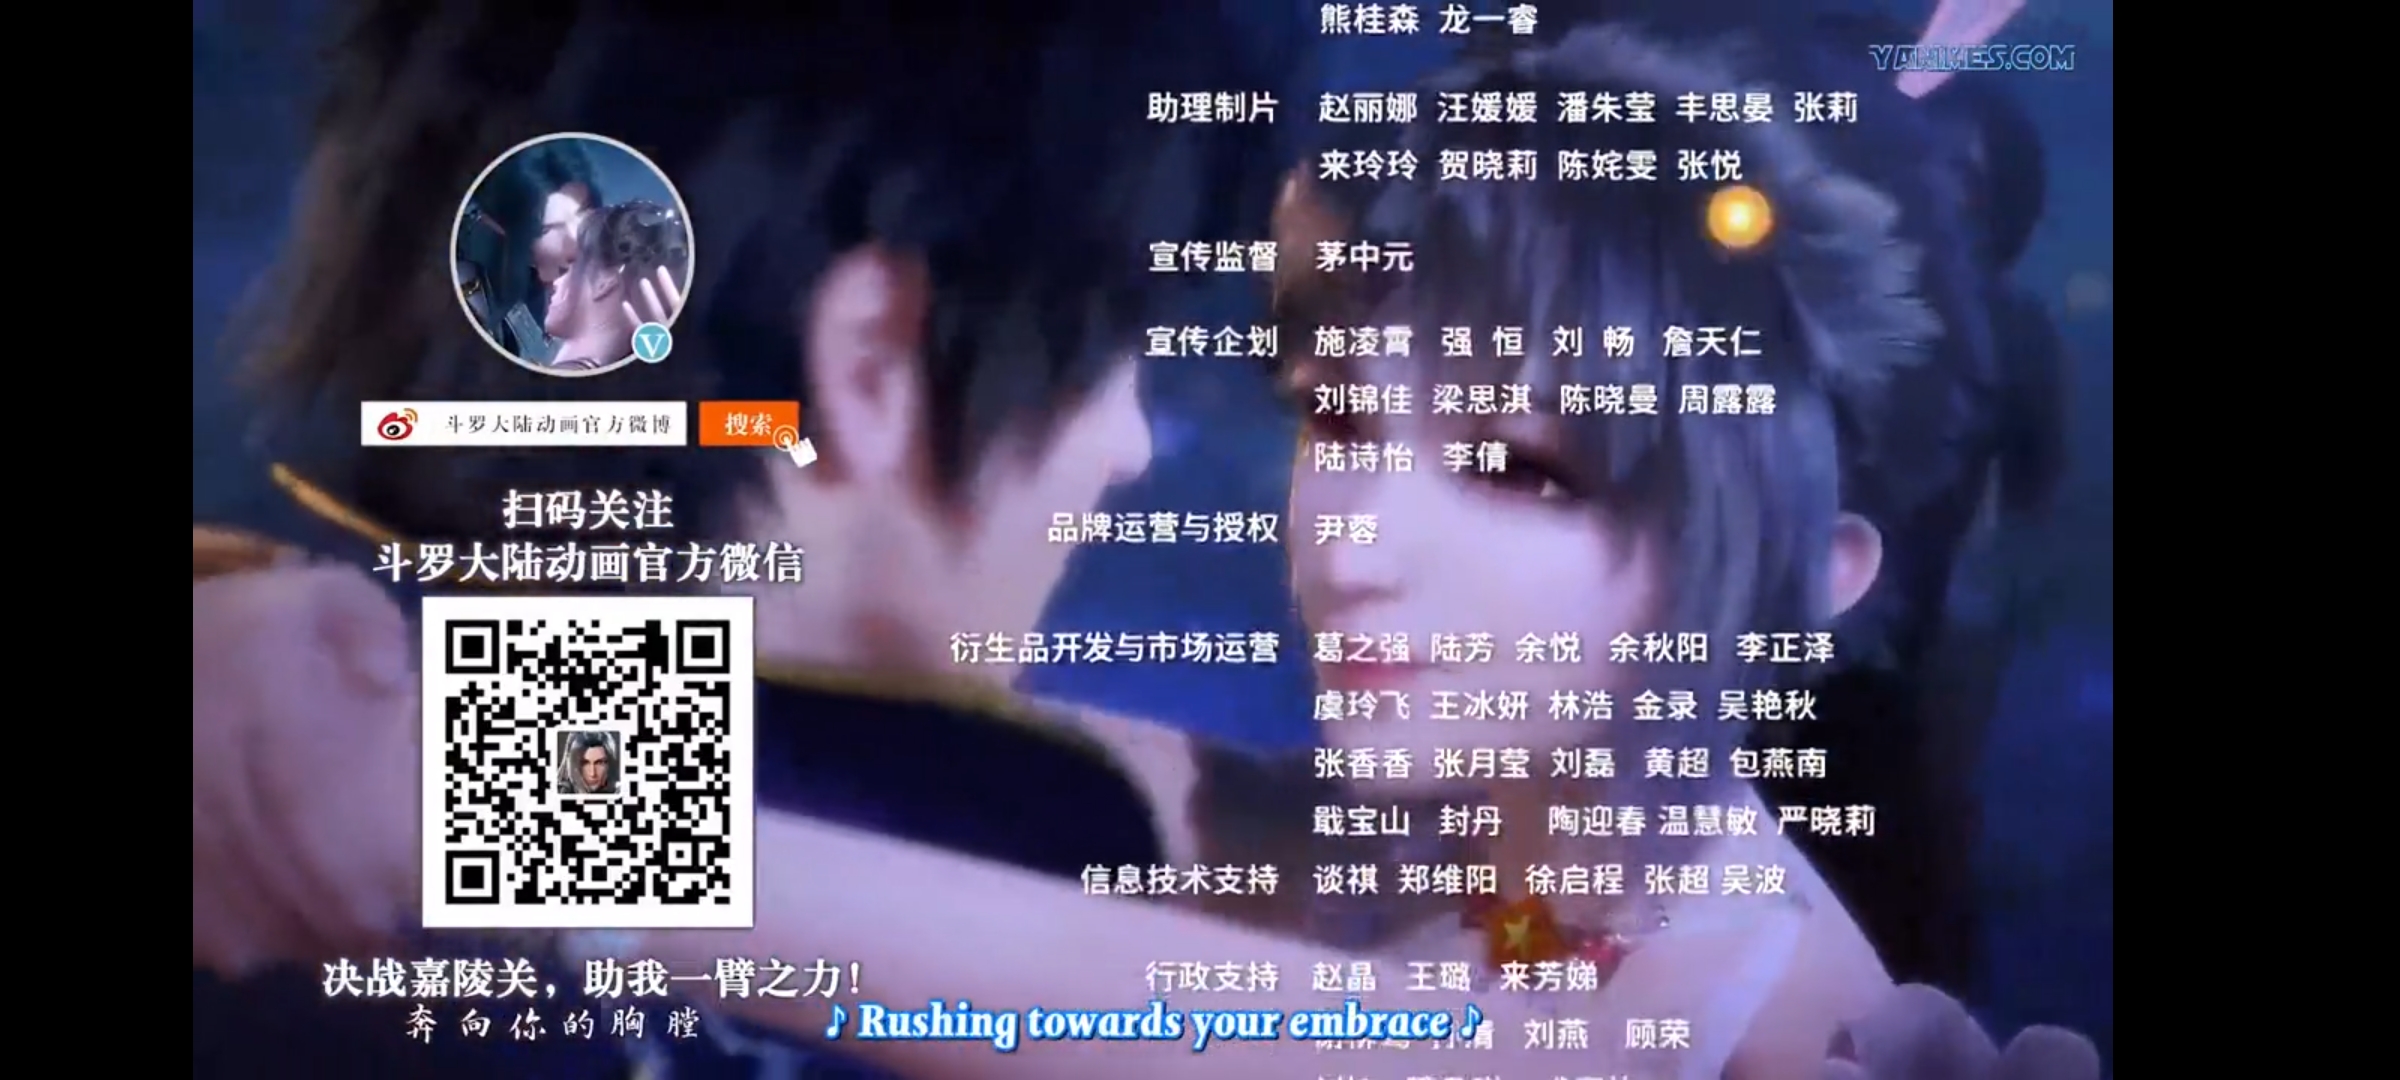 熊桂森 龙一睿
YANIMES.COM
助理制片 赵丽娜 汪媛媛 潘朱莹 丰思晏 张莉
来玲玲 贺晓莉 陈姹雯 张悦
宣传监督 茅中元
宣传企划 施凌霄 强 恒 刘 畅 詹天仁
刘锦佳 梁思淇 陈晓曼 周露露
陆诗怡 李倩
品牌运营与授权 尹蓉
衍生品开发与市场运营 葛之强 陆芳 余悦 余秋阳 李正泽
虞玲飞 王冰妍 林浩 金录 吴艳秋
张香香 张月莹 刘磊 黄超 包燕南
戢宝山 封丹 陶迎春 温慧敏 严晓莉
信息技术支持 谈祺 郑维阳 徐启程 张超 吴波
行政支持 赵晶 王璐 来芳娣
刘燕 顾荣
V
斗罗大陆动画官方微博 搜索
扫码关注
斗罗大陆动画官方微信
决战嘉陵关，助我一臂之力！
奔向你的胸膛
♪ Rushing towards your embrace ♪